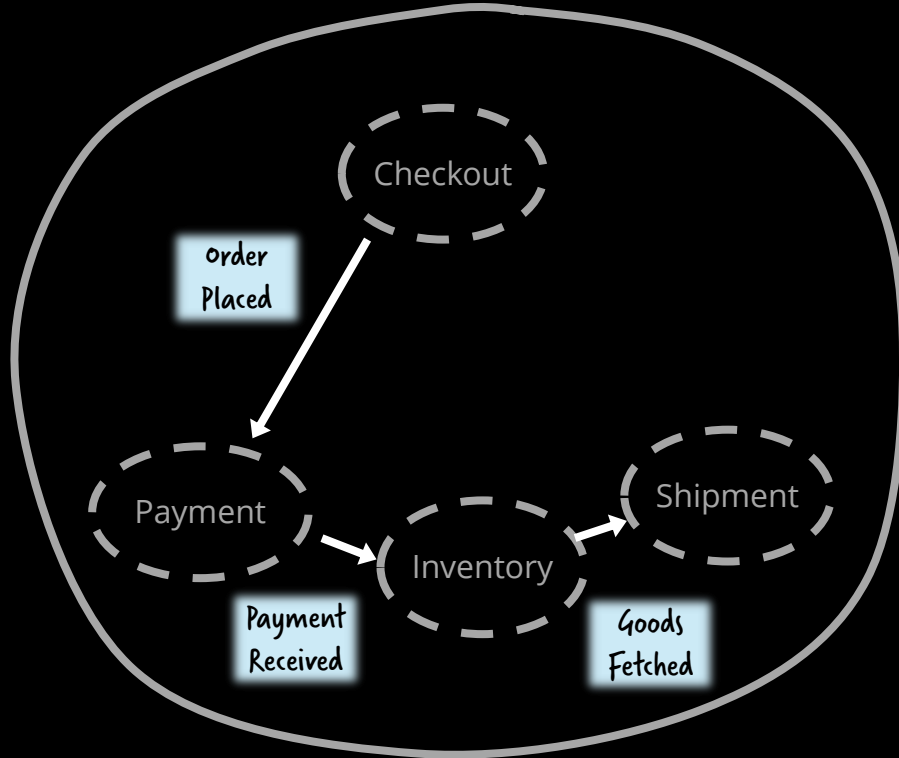 Checkout
Order
Placed
Payment
Shipment
Inventory
Payment
Received
Goods
Fetched